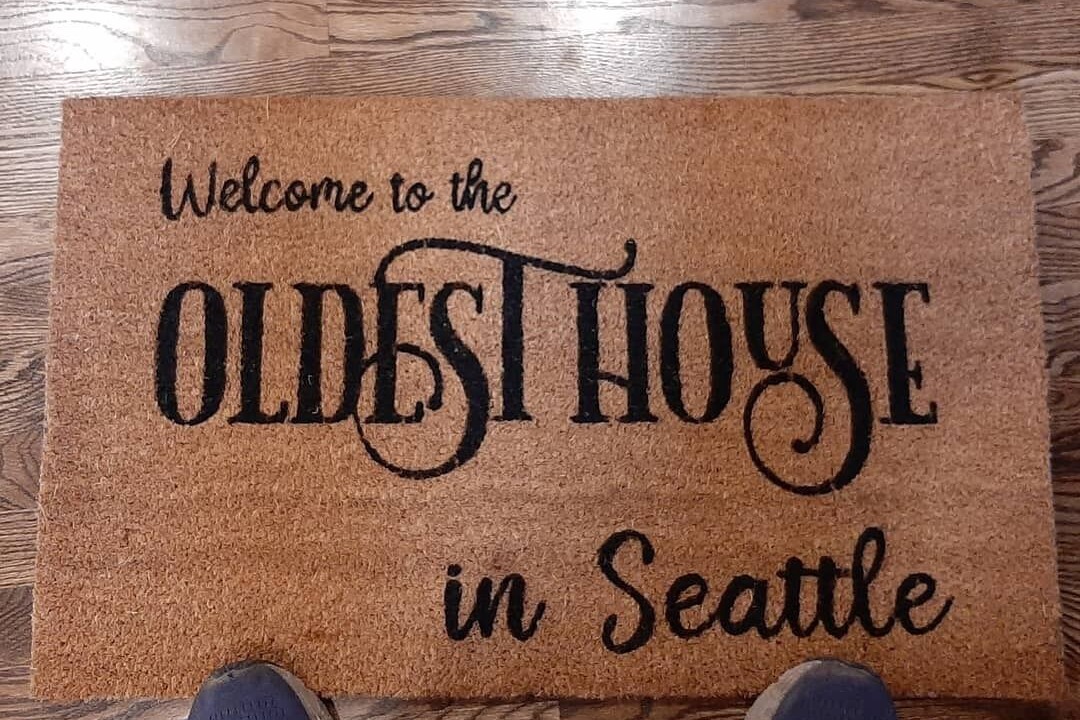 Welcome to the
OLDEST HOUSE
in Seattle